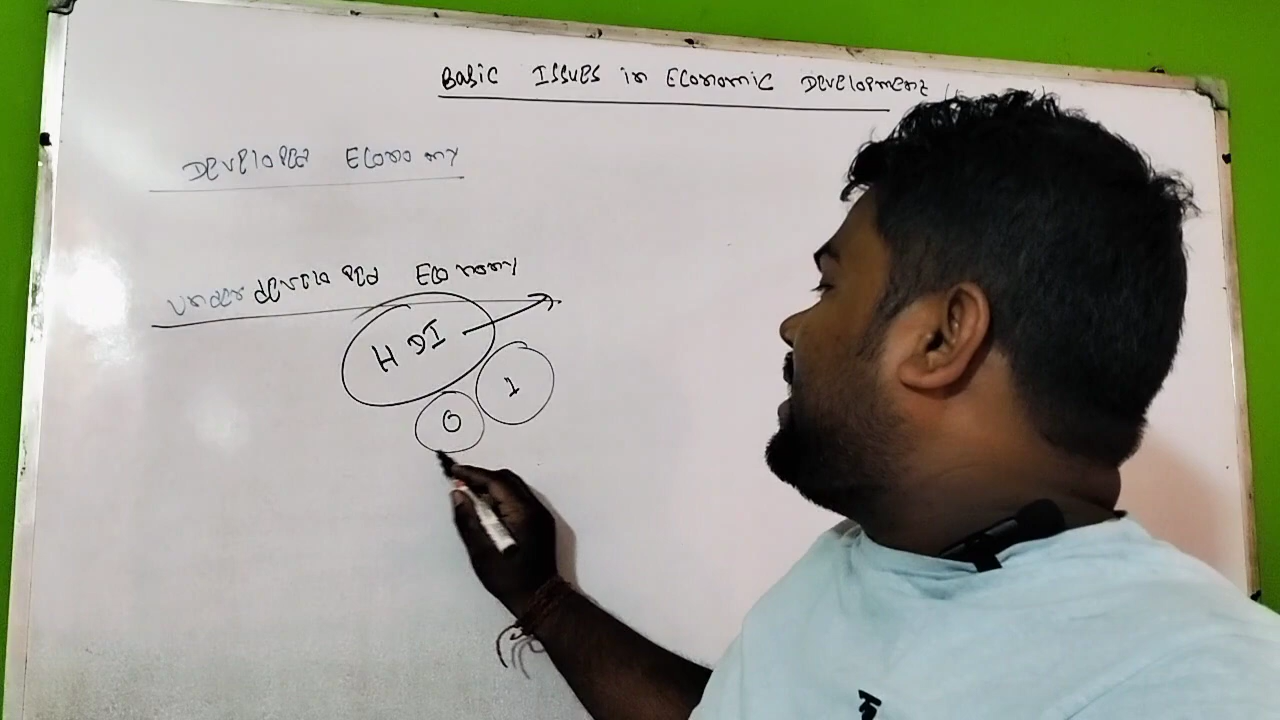 Basic Issues in Economic Development
Developed Economy
Underdeveloped Economy
HDI
1
0